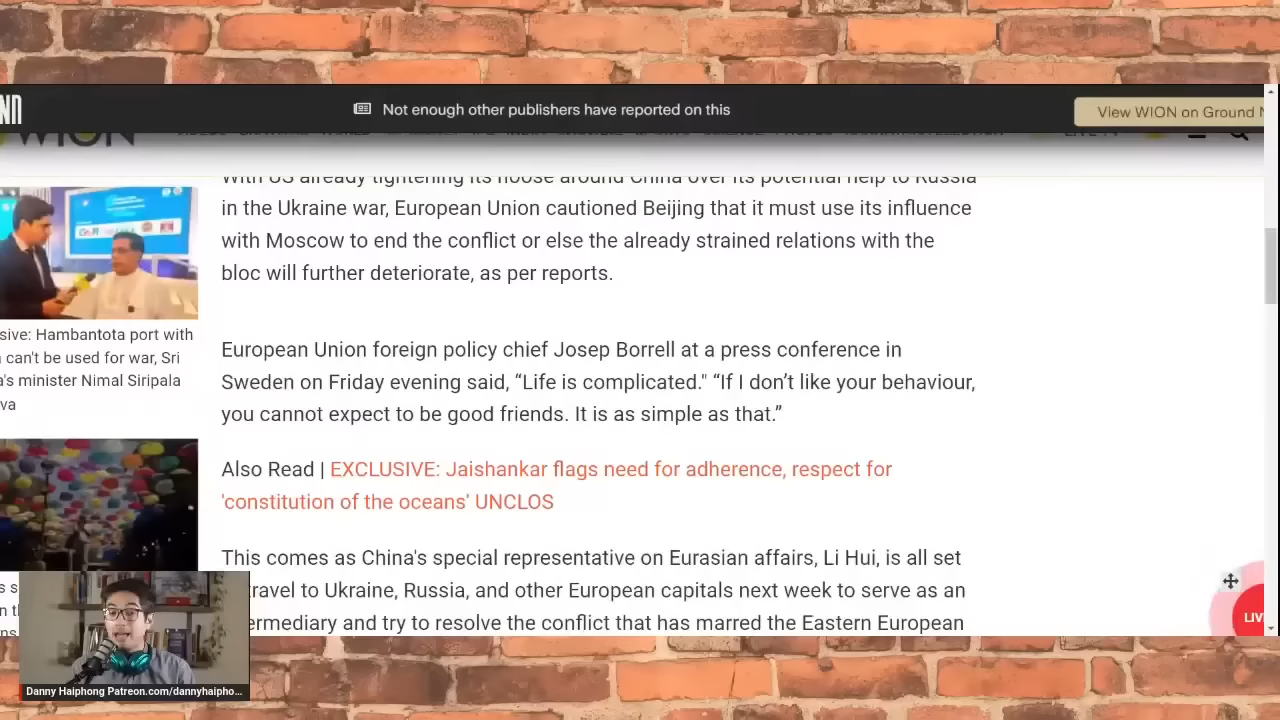 Not enough other publishers have reported on this
View WION on Ground
WION
With US already tightening its noose around China over its potential help to Russia
in the Ukraine war, European Union cautioned Beijing that it must use its influence
with Moscow to end the conflict or else the already strained relations with the
bloc will further deteriorate, as per reports.
European Union foreign policy chief Josep Borrell at a press conference in
Sweden on Friday evening said, “Life is complicated." “If I don’t like your behaviour,
you cannot expect to be good friends. It is as simple as that.”
Also Read | EXCLUSIVE: Jaishankar flags need for adherence, respect for
'constitution of the oceans' UNCLOS
This comes as China's special representative on Eurasian affairs, Li Hui, is all set
travel to Ukraine, Russia, and other European capitals next week to serve as an
ermediary and try to resolve the conflict that has marred the Eastern European
sive: Hambantota port with
can't be used for war, Sri
a's minister Nimal Siripala
va
LIV
Danny Haiphong Patreon.com/dannyhaipho...